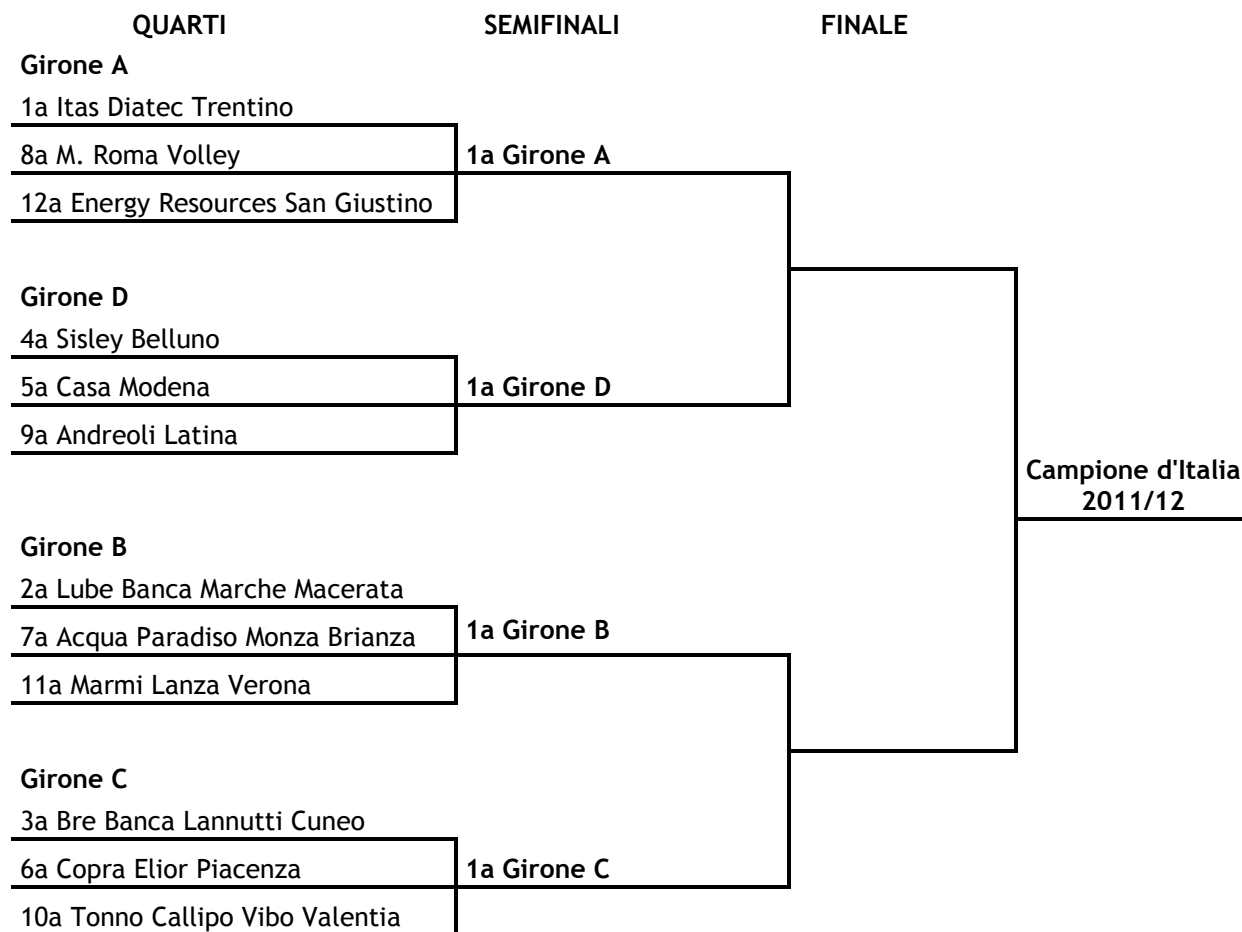 QUARTI SEMIFINALI FINALE
Girone A
1a Itas Diatec Trentino
8a M. Roma Volley 1a Girone A
12a Energy Resources San Giustino
Girone D
4a Sisley Belluno
5a Casa Modena 1a Girone D
9a Andreoli Latina
Campione d'Italia
2011/12
Girone B
2a Lube Banca Marche Macerata
7a Acqua Paradiso Monza Brianza 1a Girone B
11a Marmi Lanza Verona
Girone C
3a Bre Banca Lannutti Cuneo
6a Copra Elior Piacenza 1a Girone C
10a Tonno Callipo Vibo Valentia